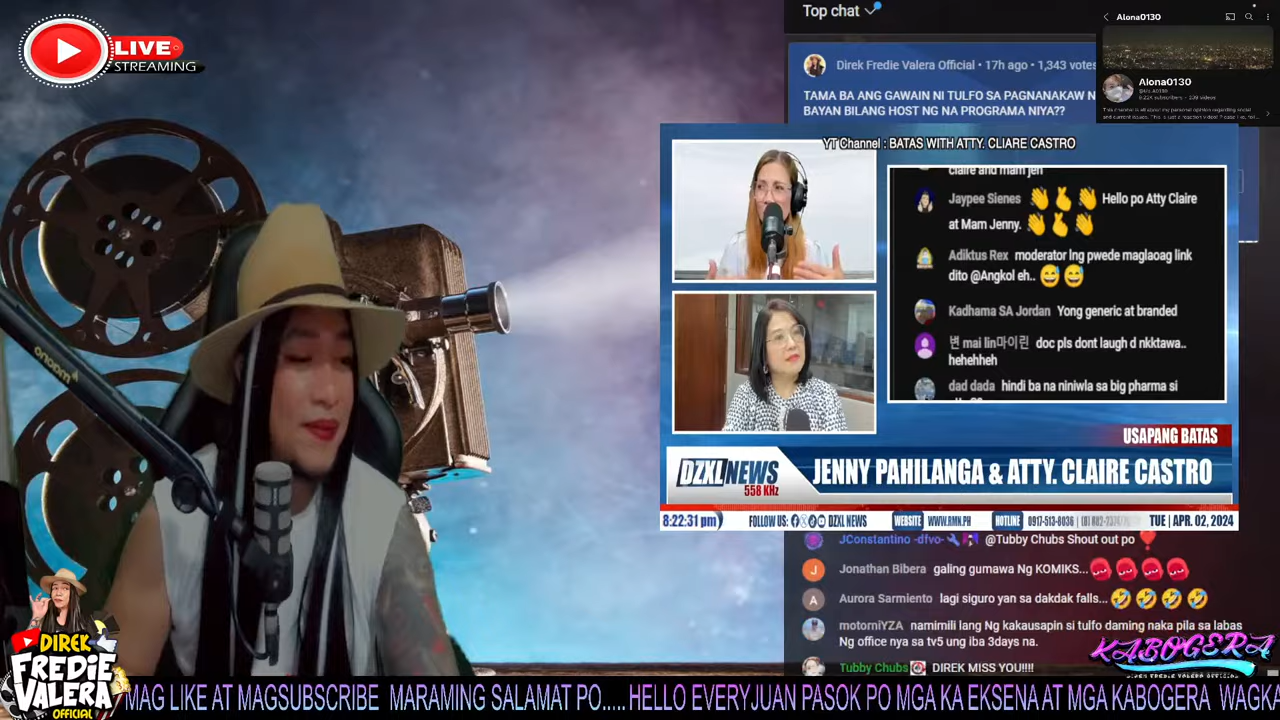 LIVE
STREAMING
Top chat
Direk Fredie Valera Official • 17h ago • 1,343 votes
TAMA BA ANG GAWAIN NI TULFO SA PAGNANAKAW N
BAYAN BILANG HOST NG NA PROGRAMA NIYA??
Alona0130
Alona0130
YT Channel : BATAS WITH ATTY. CLIARE CASTRO
claire and mam jen
Jaypee Sienes 👏 🫰 👏 Hello po Atty Claire
at Mam Jenny. 👏 🫰 👏
Adiktus Rex moderator lng pwede maglaoag link
dito @Angkol eh.. 😅 😅
Kadhama SA Jordan Yong generic at branded
변 mai lin마이린 doc pls dont laugh d nkktawa..
hehehheh
dad dada hindi ba na niniwla sa big pharma si
USAPANG BATAS
DZXL NEWS
558 KHz
JENNY PAHILANGA & ATTY. CLAIRE CASTRO
8:22:31 pm FOLLOW US: DZXL NEWS WEBSITE WWW.RMN.PH HOTLINE 0917-513-8036 TUE | APR. 02, 2024
JConstantino -dfvo- @Tubby Chubs Shout out po ❣️
Jonathan Bibera galing gumawa Ng KOMIKS...
Aurora Sarmiento lagi siguro yan sa dakdak falls... 🤣 🤣 🤣 🤣
motorniYZA namimili lang Ng kakausapin si tulfo daming naka pila sa labas
Ng office nya sa tv5 ung iba 3days na.
Tubby Chubs DIREK MISS YOU!!!!
maono
KABOGERA
DIREK
FREDIE
VALERA
OFFICIAL
MAG LIKE AT MAGSUBSCRIBE MARAMING SALAMAT PO..... HELLO EVERYJUAN PASOK PO MGA KA EKSENA AT MGA KABOGERA WAGKA